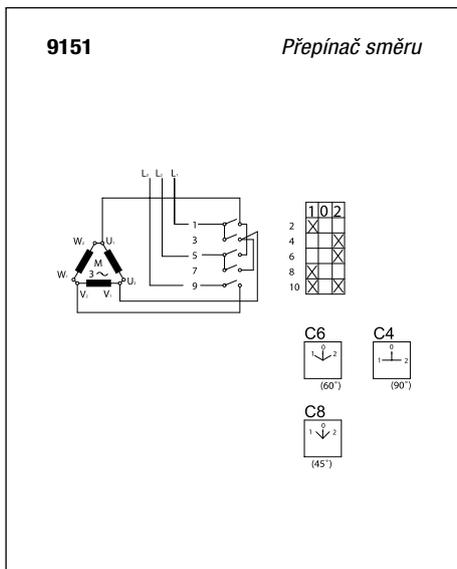 9151 Přepínač směru
L₃ L₂ L₁
1
3
5
7
9
W₂ U₁
M
3 ~
W₁ U₂
V₂ V₁
1 0 2
2 X
4 X
6 X
8 X
10 X X
C6 C4
0 0
1 2 1 2
(60°) (90°)
C8
0
1 2
(45°)